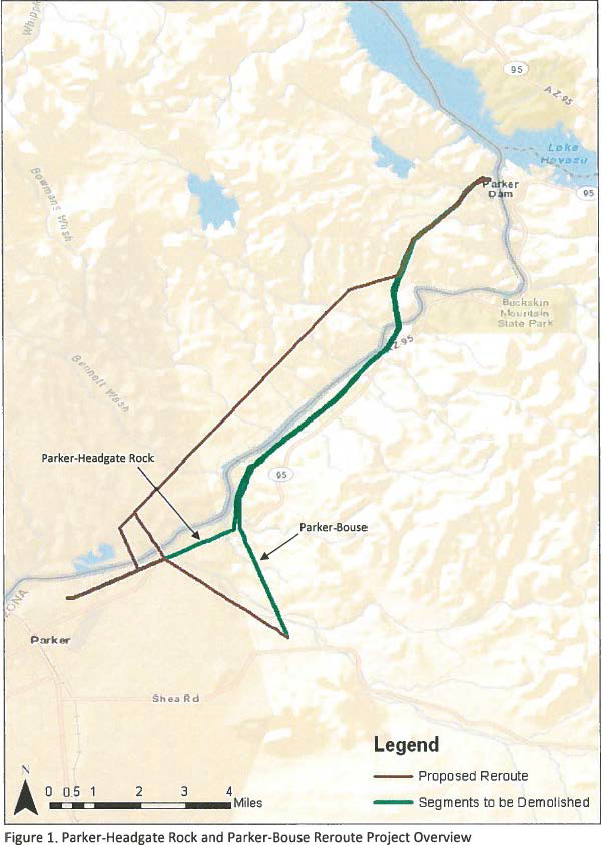 Whipp
95
AZ-95
Lake
Havasu
95
Parker
Dam
Bowmans Wash
Buckskin
Mountain
State Park
AZ-95
Bennett Wash
Parker-Headgate Rock
95
Parker-Bouse
ZONA
Parker
Shea Rd
Legend
Proposed Reroute
Segments to be Demolished
N
0 0.5 1 2 3 4
Miles
Figure 1. Parker-Headgate Rock and Parker-Bouse Reroute Project Overview